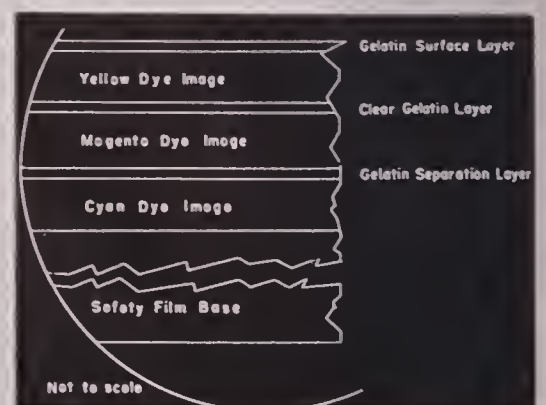 Gelatin Surface Layer
Yellow Dye Image
Clear Gelatin Layer
Magenta Dye Image
Gelatin Separation Layer
Cyan Dye Image
Safety Film Base
Not to scale